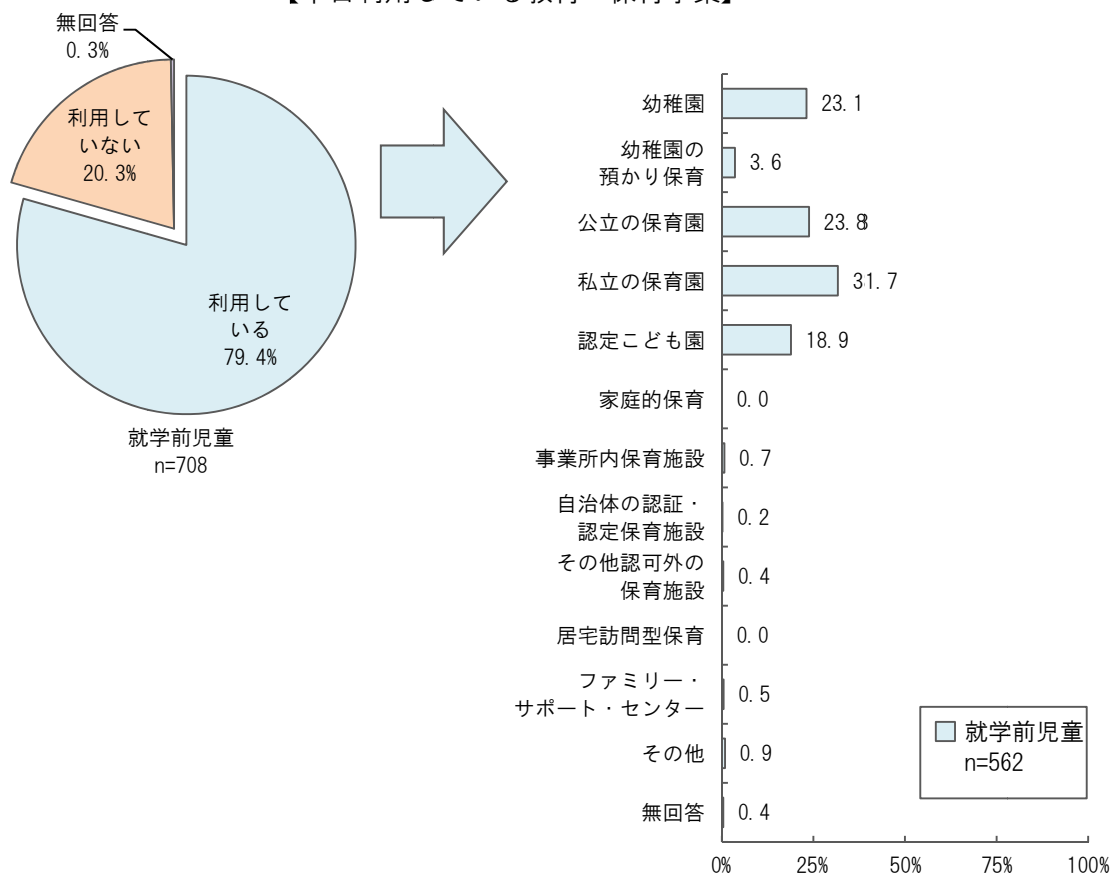 無回答
0.3%
利用して
いない
20.3%
利用して
いる
79.4%
就学前児童
n=708
幼稚園
23.1
幼稚園の
預かり保育
3.6
公立の保育園
23.8
私立の保育園
31.7
認定こども園
18.9
家庭的保育
0.0
事業所内保育施設
0.7
自治体の認証・
認定保育施設
0.2
その他認可外の
保育施設
0.4
居宅訪問型保育
0.0
ファミリー・
サポート・センター
0.5
その他
0.9
無回答
0.4
就学前児童
n=562
0% 25% 50% 75% 100%